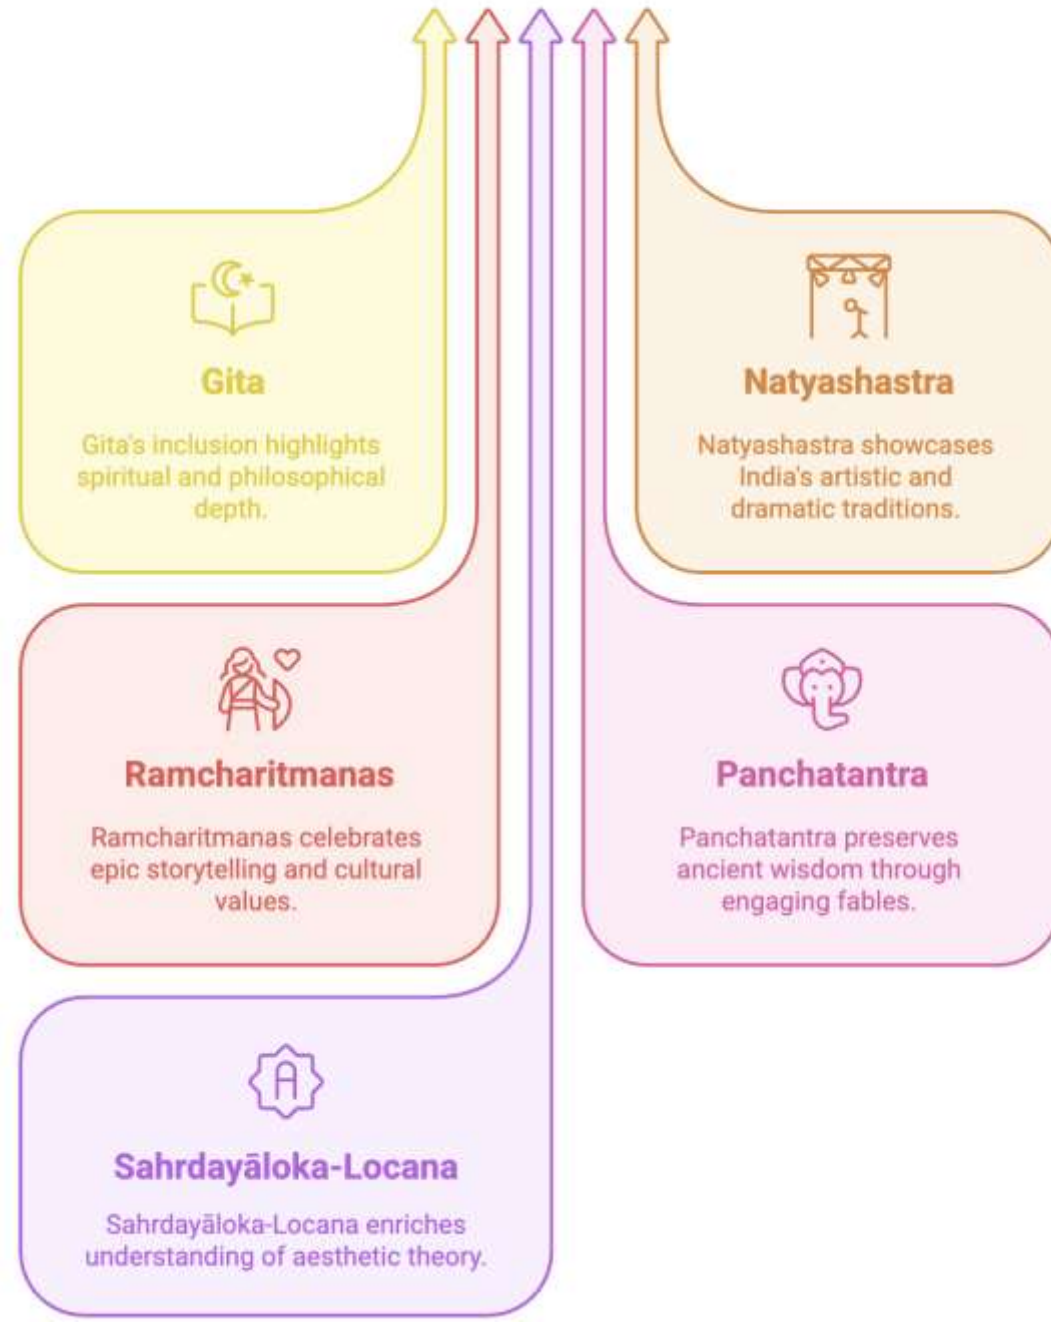 Gita
Gita's inclusion highlights
spiritual and philosophical
depth.
Natyashastra
Natyashastra showcases
India's artistic and
dramatic traditions.
Ramcharitmanas
Ramcharitmanas celebrates
epic storytelling and cultural
values.
Panchatantra
Panchatantra preserves
ancient wisdom through
engaging fables.
A
Sahrdayāloka-Locana
Sahrdayāloka-Locana enriches
understanding of aesthetic theory.